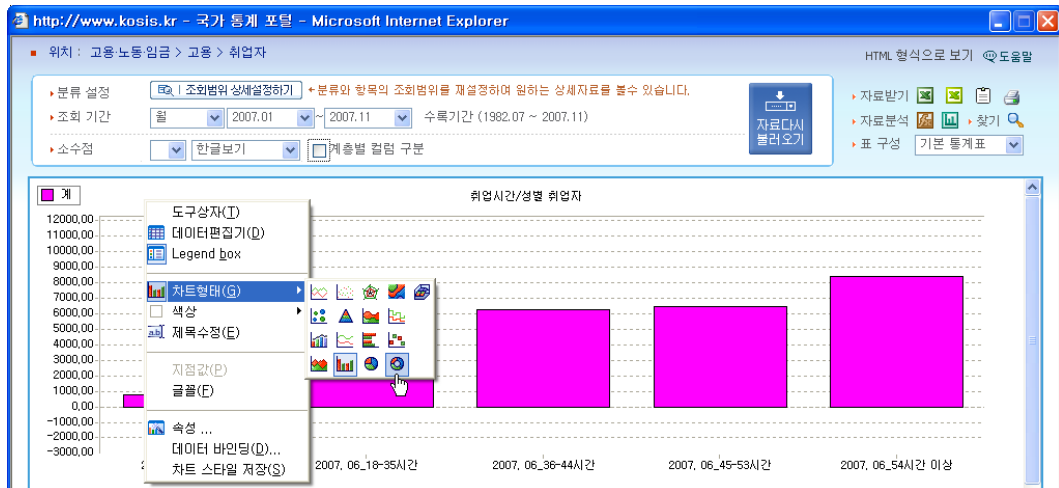 http://www.kosis.kr - 국가 통계 포털 - Microsoft Internet Explorer
위치 : 고용·노동·임금 > 고용 > 취업자
HTML 형식으로 보기 도움말
분류 설정 조회범위 상세설정하기 분류와 항목의 조회범위를 재설정하여 원하는 상세자료를 볼수 있습니다.
조회 기간 월 2007.01 ~ 2007.11 수록기간 (1982.07 ~ 2007.11)
소수점 한글보기 계층별 컬럼 구분
자료다시
불러오기
자료받기
자료분석 찾기
표 구성 기본 통계표
계
취업시간/성별 취업자
12000,00
11000,00
10000,00
9000,00
8000,00
7000,00
6000,00
5000,00
4000,00
3000,00
2000,00
1000,00
0,00
-1000,00
-2000,00
-3000,00
도구상자(T)
데이터편집기(D)
Legend box
차트형태(G)
색상
제목수정(E)
지점값(P)
글꼴(F)
속성 ...
데이터 바인딩(D)...
차트 스타일 저장(S)
2007, 06_18-35시간
2007, 06_36-44시간
2007, 06_45-53시간
2007, 06_54시간 이상